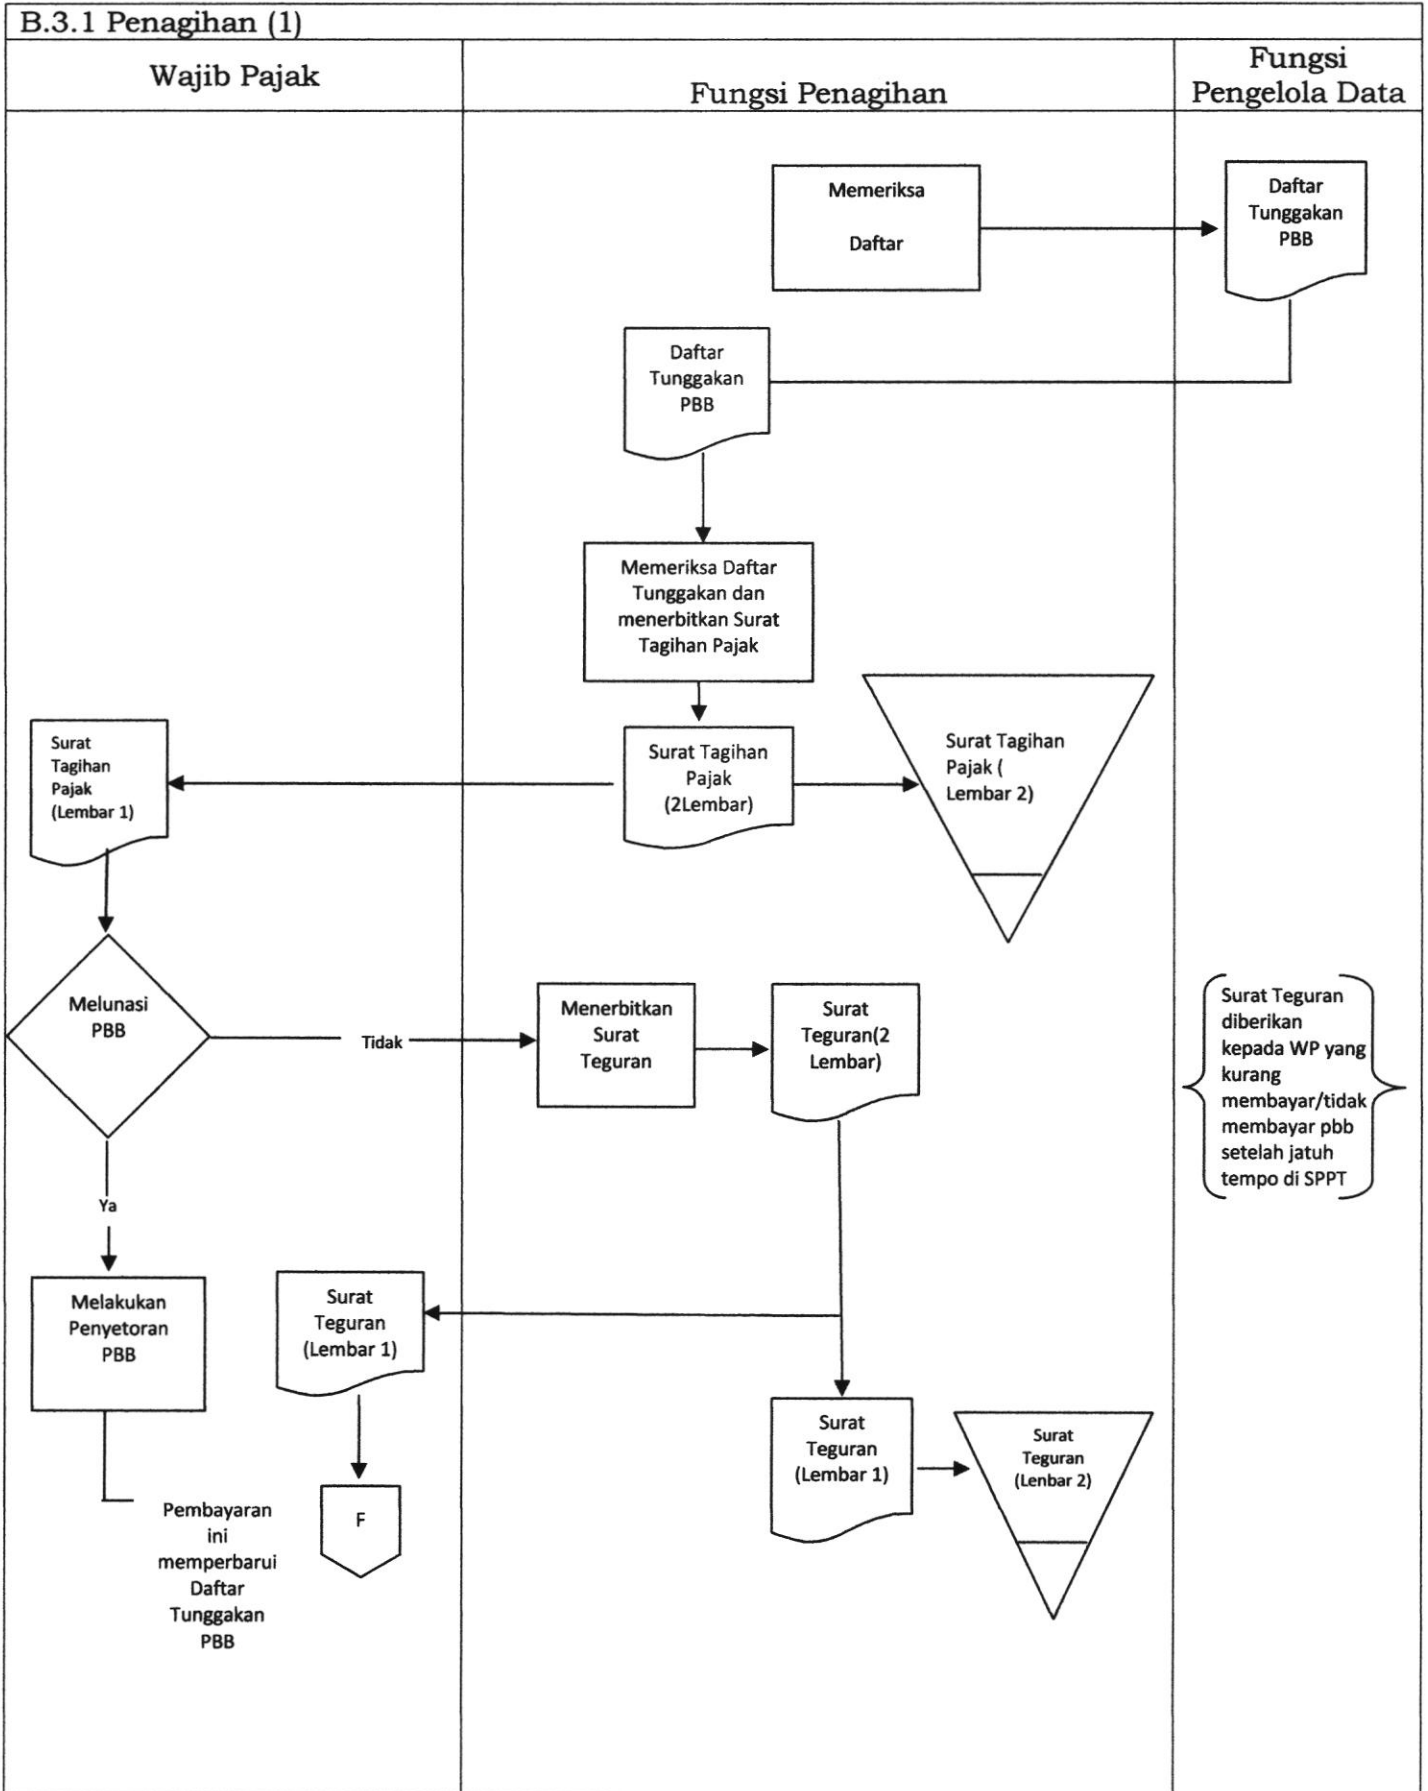 B.3.1 Penagihan (1)
Wajib Pajak
Fungsi Penagihan
Fungsi
Pengelola Data
Memeriksa
Daftar
Daftar
Tunggakan
PBB
Daftar
Tunggakan
PBB
Memeriksa Daftar
Tunggakan dan
menerbitkan Surat
Tagihan Pajak
Surat
Tagihan
Pajak
(Lembar 1)
Surat Tagihan
Pajak
(2Lembar)
Surat Tagihan
Pajak (
Lembar 2)
Melunasi
PBB
Tidak
Menerbitkan
Surat
Teguran
Surat
Teguran(2
Lembar)
Surat Teguran
diberikan
kepada WP yang
kurang
membayar/tidak
membayar pbb
setelah jatuh
tempo di SPPT
Ya
Melakukan
Penyetoran
PBB
Surat
Teguran
(Lembar 1)
Surat
Teguran
(Lembar 1)
Surat
Teguran
(Lenbar 2)
Pembayaran
ini
memperbarui
Daftar
Tunggakan
PBB
F